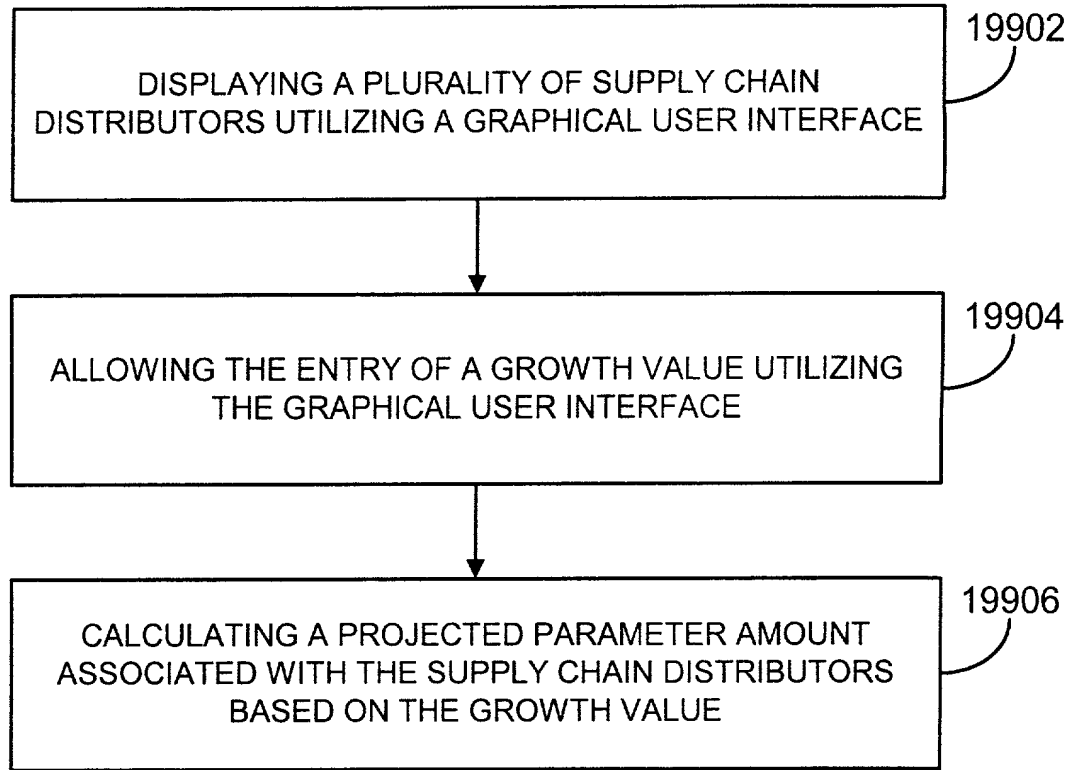 19902
DISPLAYING A PLURALITY OF SUPPLY CHAIN
DISTRIBUTORS UTILIZING A GRAPHICAL USER INTERFACE
19904
ALLOWING THE ENTRY OF A GROWTH VALUE UTILIZING
THE GRAPHICAL USER INTERFACE
19906
CALCULATING A PROJECTED PARAMETER AMOUNT
ASSOCIATED WITH THE SUPPLY CHAIN DISTRIBUTORS
BASED ON THE GROWTH VALUE